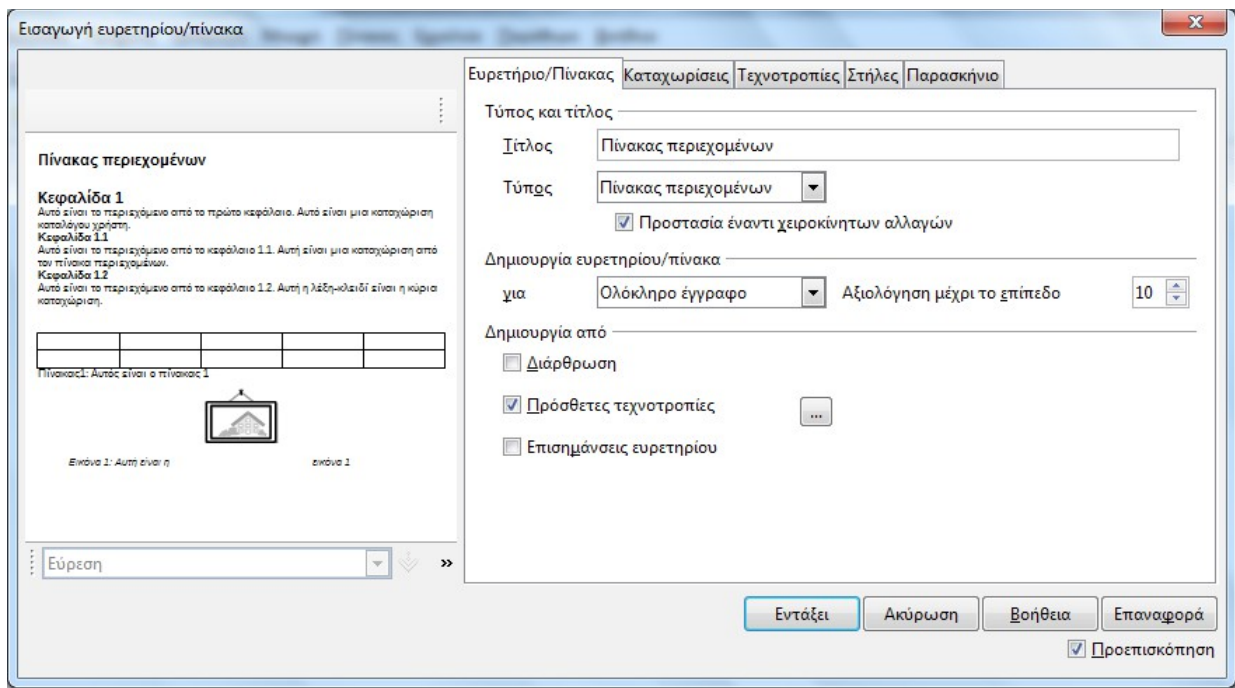 Εισαγωγή ευρετηρίου/πίνακα
Πίνακας περιεχομένων
Κεφαλίδα 1
Αυτό είναι το περιεχόμενο από το πρώτο κεφάλαιο. Αυτό είναι μια καταχώριση
καταλόγου χρήστη.
Κεφαλίδα 1.1
Αυτό είναι το περιεχόμενο από το κεφάλαιο 1.1. Αυτή είναι μια καταχώριση από
τον πίνακα περιεχομένων.
Κεφαλίδα 1.2
Αυτό είναι το περιεχόμενο από το κεφάλαιο 1.2. Αυτή η λέξη-κλειδί είναι η κύρια
καταχώριση.
Πίνακας1: Αυτός είναι ο πίνακας 1
Εικόνα 1: Αυτή είναι η εικόνα 1
Εύρεση
Ευρετήριο/Πίνακας Καταχωρίσεις Τεχνοτροπίες Στήλες Παρασκήνιο
Τύπος και τίτλος
Τίτλος Πίνακας περιεχομένων
Τύπος Πίνακας περιεχομένων
Προστασία έναντι χειροκίνητων αλλαγών
Δημιουργία ευρετηρίου/πίνακα
για Ολόκληρο έγγραφο Αξιολόγηση μέχρι το επίπεδο 10
Δημιουργία από
Διάρθρωση
Πρόσθετες τεχνοτροπίες ...
Επισημάνσεις ευρετηρίου
Εντάξει Ακύρωση Βοήθεια Επαναφορά
Προεπισκόπηση